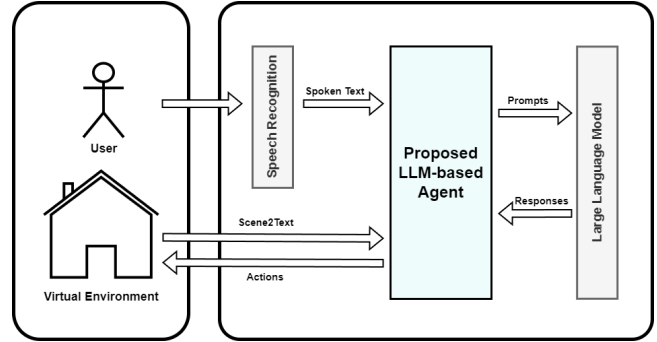 User
Virtual Environment
Speech Recognition
Spoken Text
Scene2Text
Actions
Proposed
LLM-based
Agent
Prompts
Responses
Large Language Model